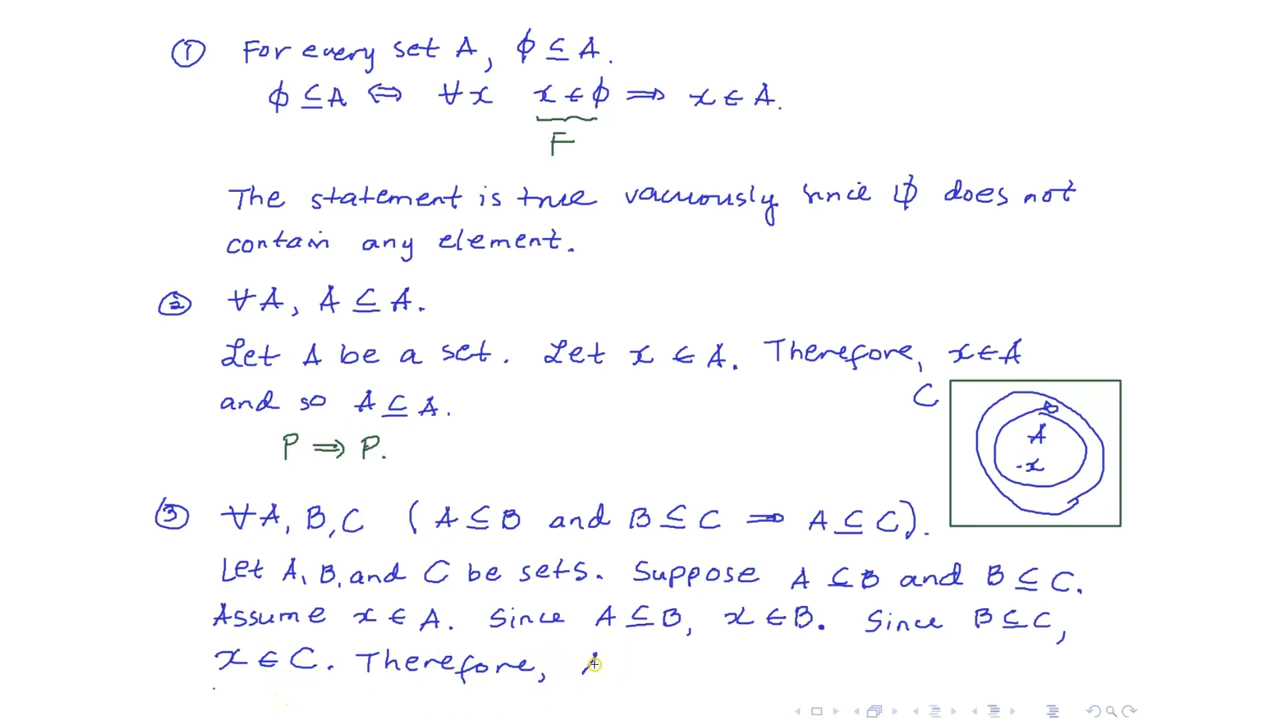 ① For every set A, ϕ ⊆ A.
ϕ ⊆ A ⟺ ∀x x ∈ ϕ ⟹ x ∈ A.
F
The statement is true vacuously since ϕ does not
contain any element.
② ∀A, A ⊆ A.
Let A be a set. Let x ∈ A. Therefore, x ∈ A
and so A ⊆ A.
P ⟹ P.
C
B
A
·x
③ ∀A, B, C (A ⊆ B and B ⊆ C ⟹ A ⊆ C).
Let A, B, and C be sets. Suppose A ⊆ B and B ⊆ C.
Assume x ∈ A. Since A ⊆ B, x ∈ B. Since B ⊆ C,
x ∈ C. Therefore,